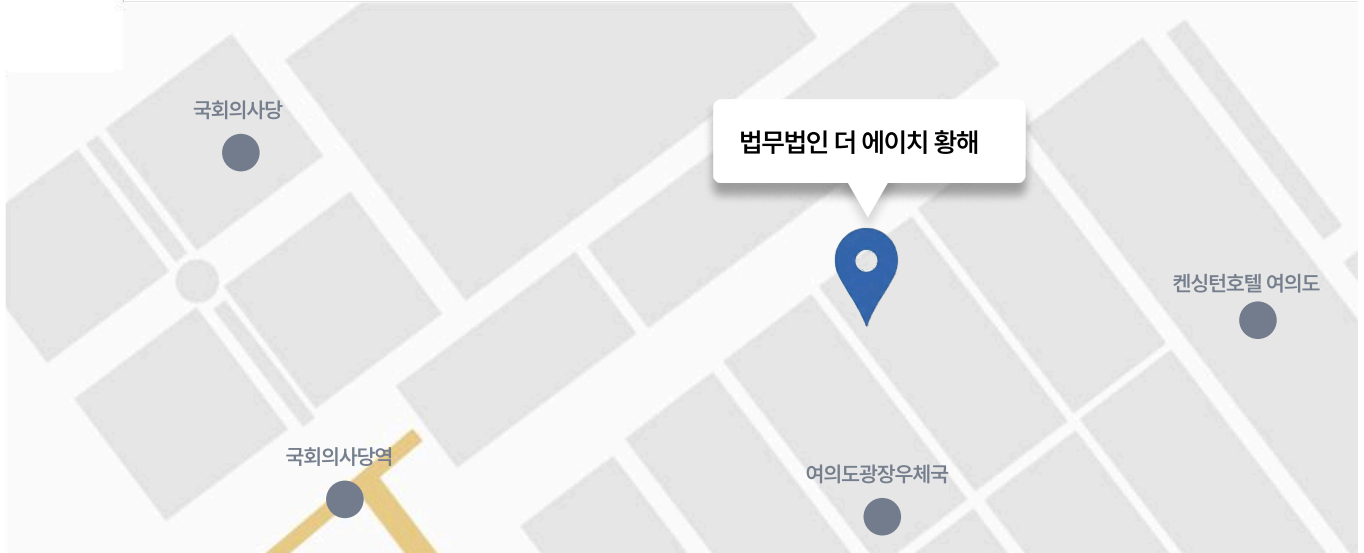 국회의사당
법무법인 더 에이치 황해
켄싱턴호텔 여의도
국회의사당역
여의도광장우체국